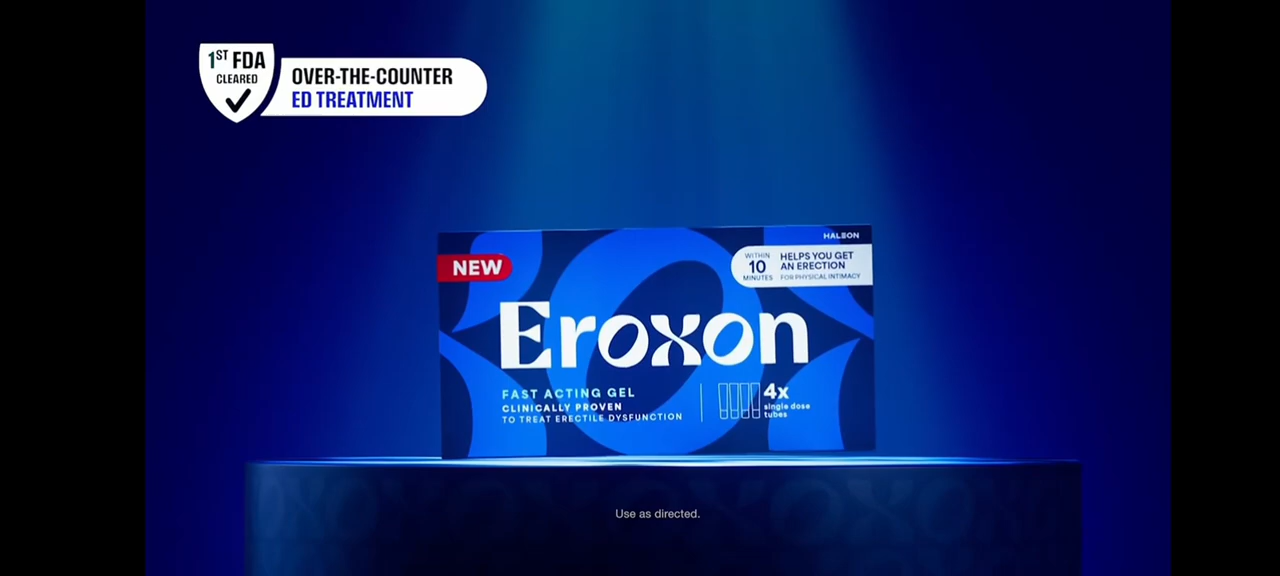 1ST FDA
CLEARED
OVER-THE-COUNTER
ED TREATMENT
HALEON
NEW
WITHIN
10
MINUTES
HELPS YOU GET
AN ERECTION
FOR PHYSICAL INTIMACY
Eroxon
FAST ACTING GEL
CLINICALLY PROVEN
TO TREAT ERECTILE DYSFUNCTION
4x
single dose
tubes
Use as directed.